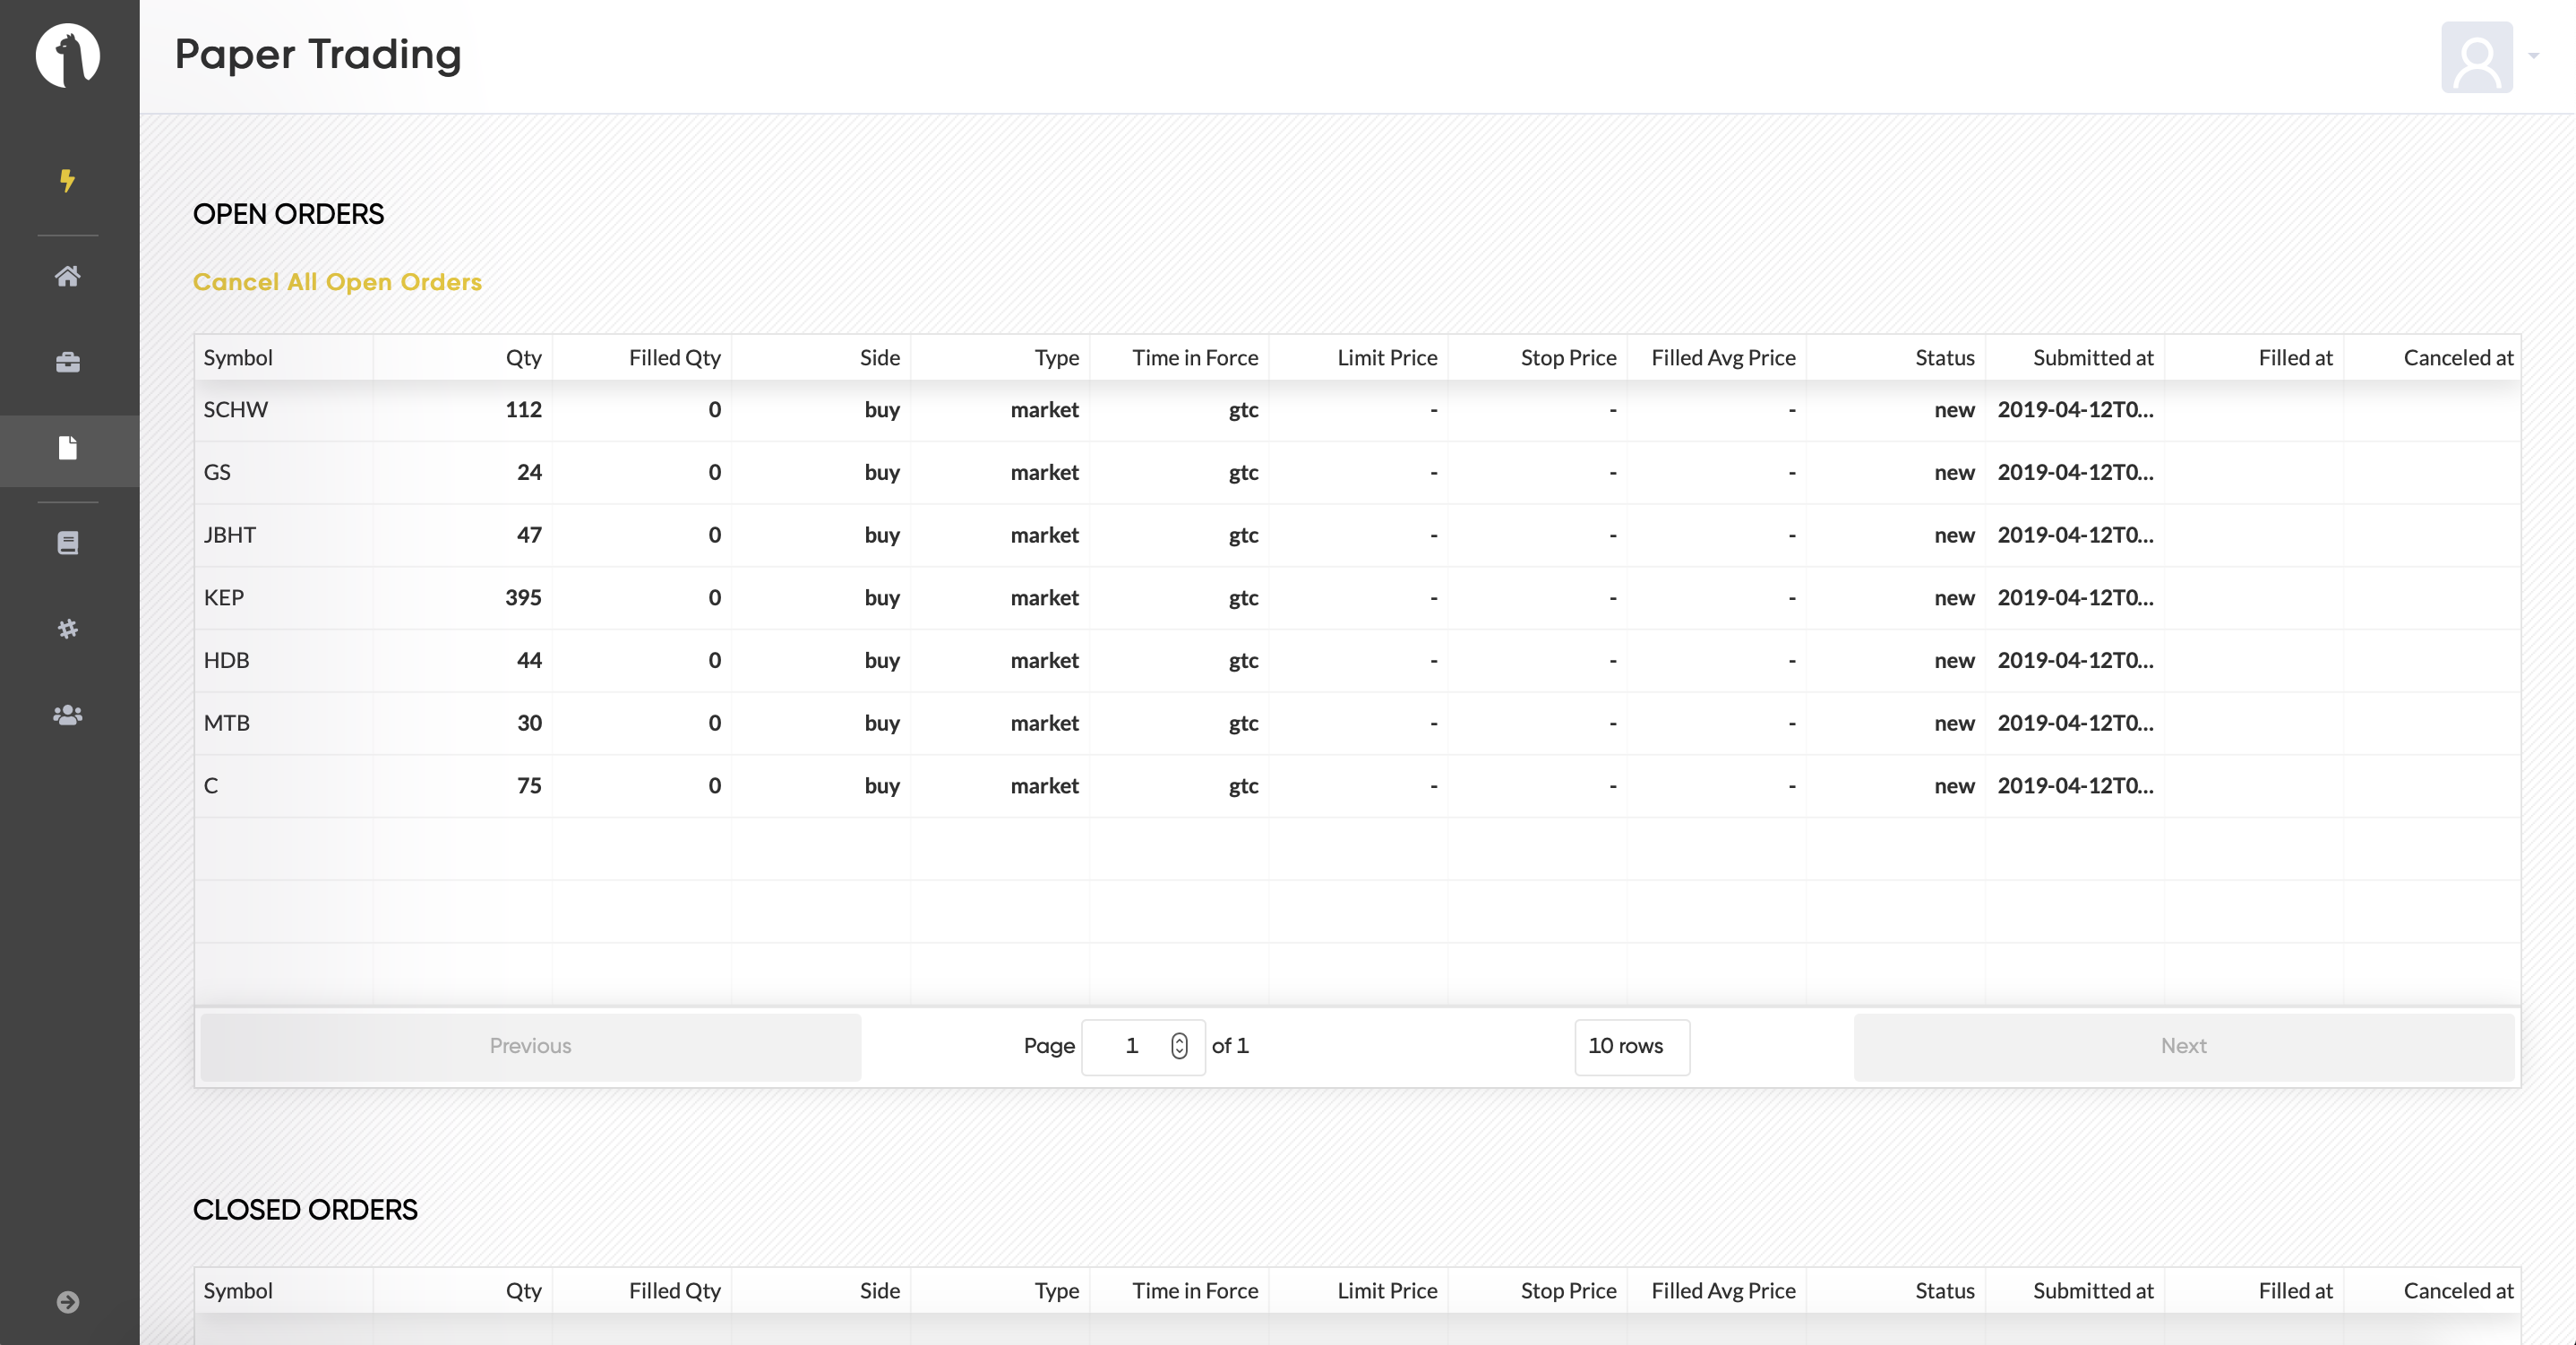 Paper Trading
OPEN ORDERS
Cancel All Open Orders
Symbol Qty Filled Qty Side Type Time in Force Limit Price Stop Price Filled Avg Price Status Submitted at Filled at Canceled at
SCHW 112 0 buy market gtc - - - new 2019-04-12T0...
GS 24 0 buy market gtc - - - new 2019-04-12T0...
JBHT 47 0 buy market gtc - - - new 2019-04-12T0...
KEP 395 0 buy market gtc - - - new 2019-04-12T0...
HDB 44 0 buy market gtc - - - new 2019-04-12T0...
MTB 30 0 buy market gtc - - - new 2019-04-12T0...
C 75 0 buy market gtc - - - new 2019-04-12T0...
Previous Page 1 of 1 10 rows Next
CLOSED ORDERS
Symbol Qty Filled Qty Side Type Time in Force Limit Price Stop Price Filled Avg Price Status Submitted at Filled at Canceled at